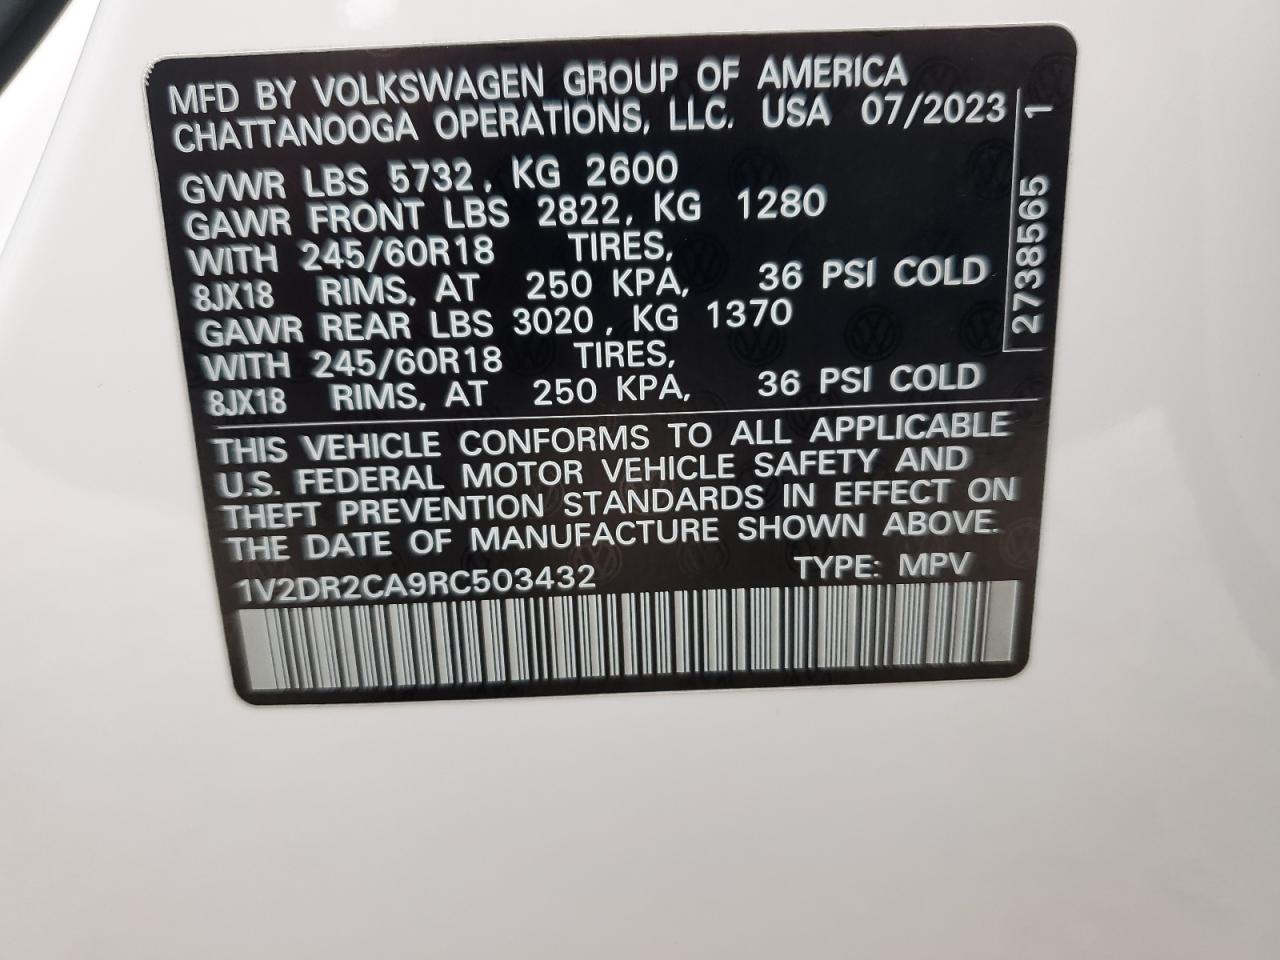 MFD BY VOLKSWAGEN GROUP OF AMERICA
CHATTANOOGA OPERATIONS, LLC. USA 07/2023
GVWR LBS 5732, KG 2600
GAWR FRONT LBS 2822, KG 1280
WITH 245/60R18 TIRES,
8JX18 RIMS, AT 250 KPA, 36 PSI COLD
GAWR REAR LBS 3020, KG 1370
WITH 245/60R18 TIRES,
8JX18 RIMS, AT 250 KPA, 36 PSI COLD
27385565 1
THIS VEHICLE CONFORMS TO ALL APPLICABLE
U.S. FEDERAL MOTOR VEHICLE SAFETY AND
THEFT PREVENTION STANDARDS IN EFFECT ON
THE DATE OF MANUFACTURE SHOWN ABOVE.
1V2DR2CA9RC503432 TYPE: MPV